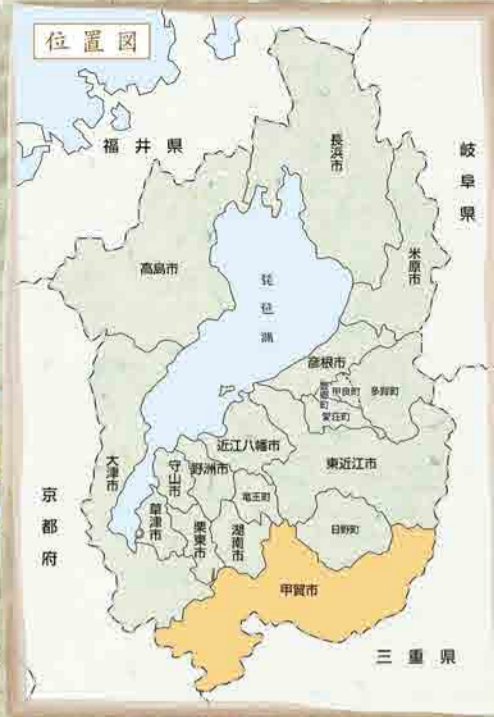 位置図
福井県
長浜市
岐阜県
高島市
米原市
琵琶湖
彦根市
豊郷町
甲良町
多賀町
愛荘町
近江八幡市
東近江市
大津市
守山市
野洲市
竜王町
京都府
草津市
栗東市
湖南市
日野町
甲賀市
三重県